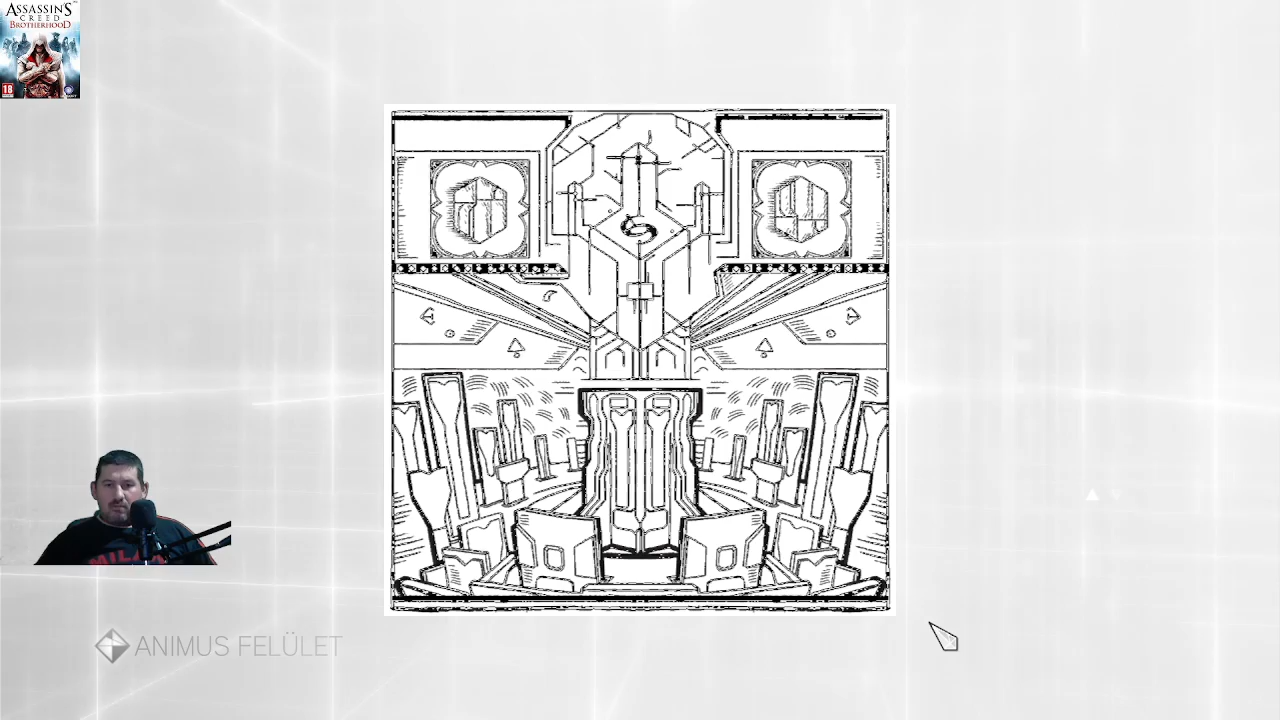 ASSASSIN'S
CREED
BROTHERHOOD
18
ANIMUS FELÜLET